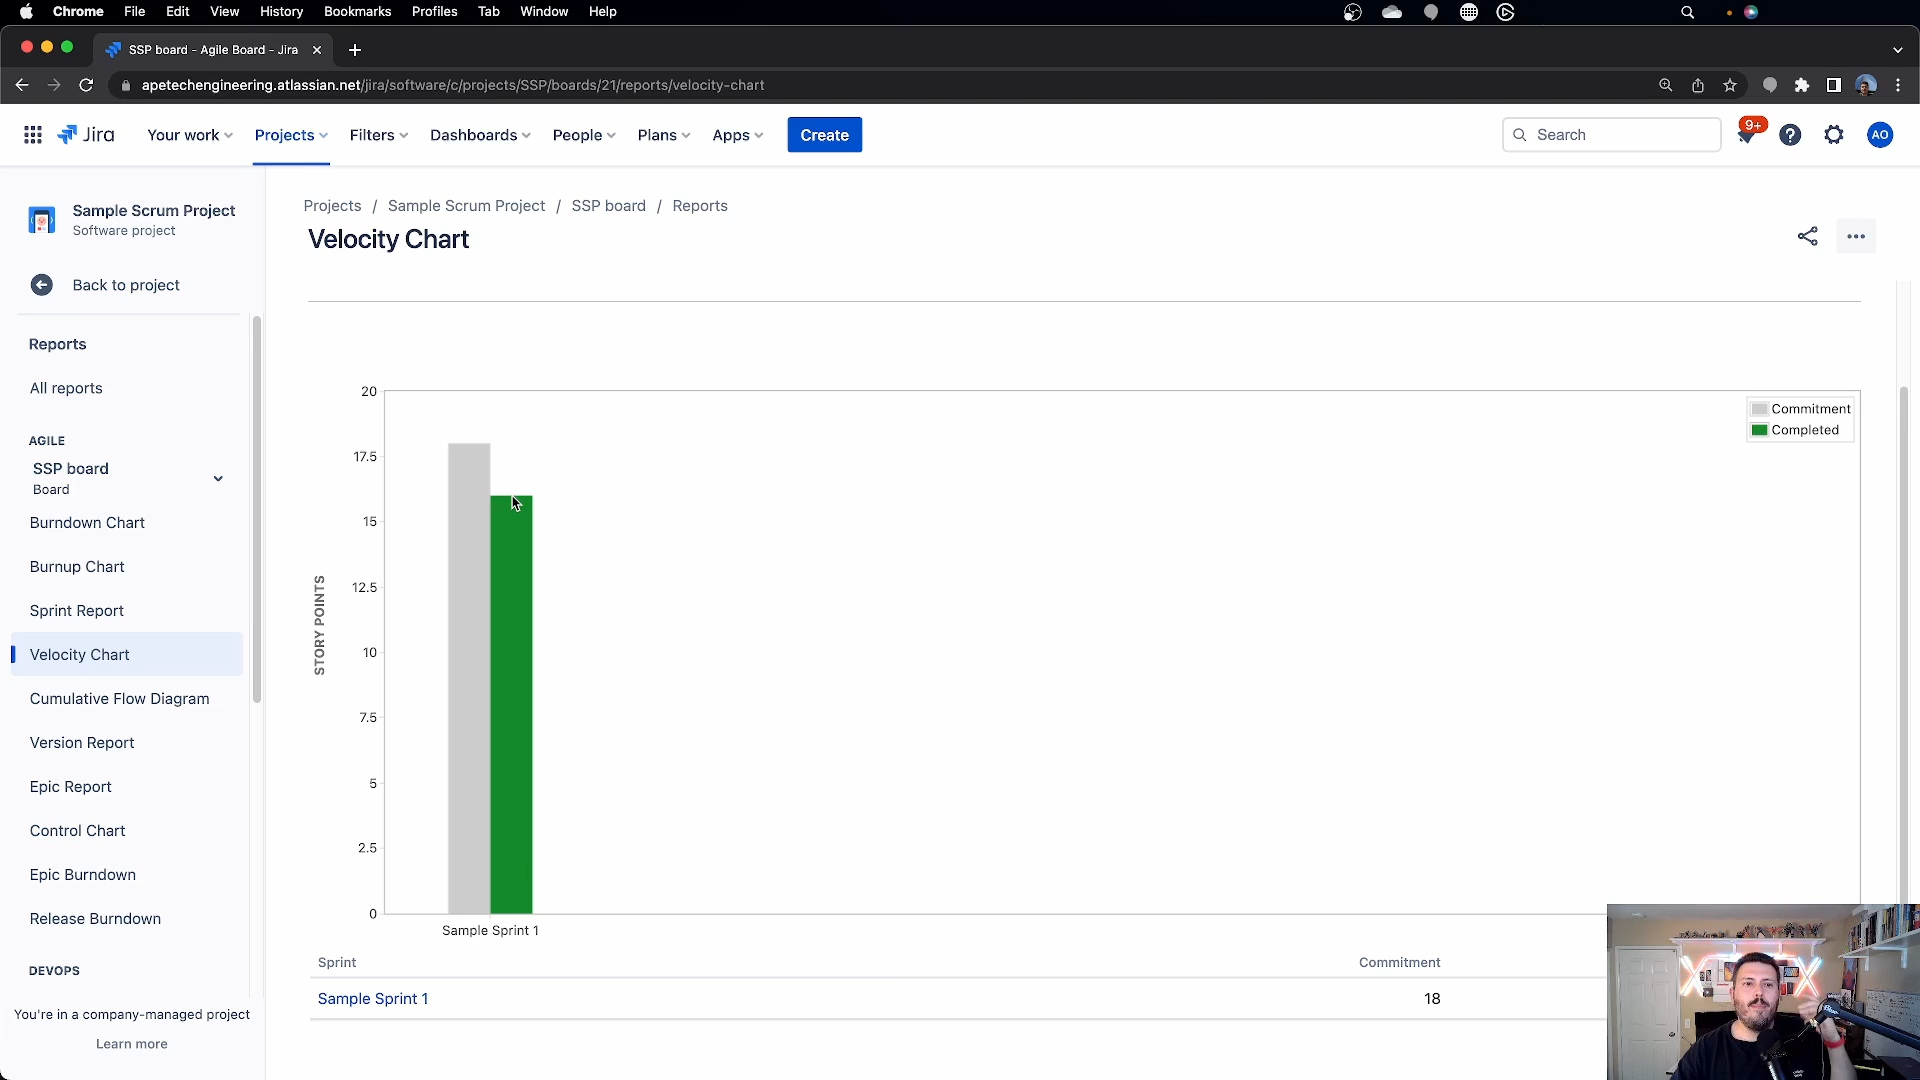 Chrome File Edit View History Bookmarks Profiles Tab Window Help
SSP board - Agile Board - Jira
apetechengineering.atlassian.net/jira/software/c/projects/SSP/boards/21/reports/velocity-chart
Jira Your work Projects Filters Dashboards People Plans Apps Create Search 9+ AO
Sample Scrum Project
Software project
Back to project
Reports
All reports
AGILE
SSP board
Board
Burndown Chart
Burnup Chart
Sprint Report
Velocity Chart
Cumulative Flow Diagram
Version Report
Epic Report
Control Chart
Epic Burndown
Release Burndown
DEVOPS
You're in a company-managed project
Learn more
Projects / Sample Scrum Project / SSP board / Reports
Velocity Chart
20
17.5
15
12.5
10
7.5
5
2.5
0
STORY POINTS
Commitment
Completed
Sample Sprint 1
Sprint Commitment
Sample Sprint 1 18